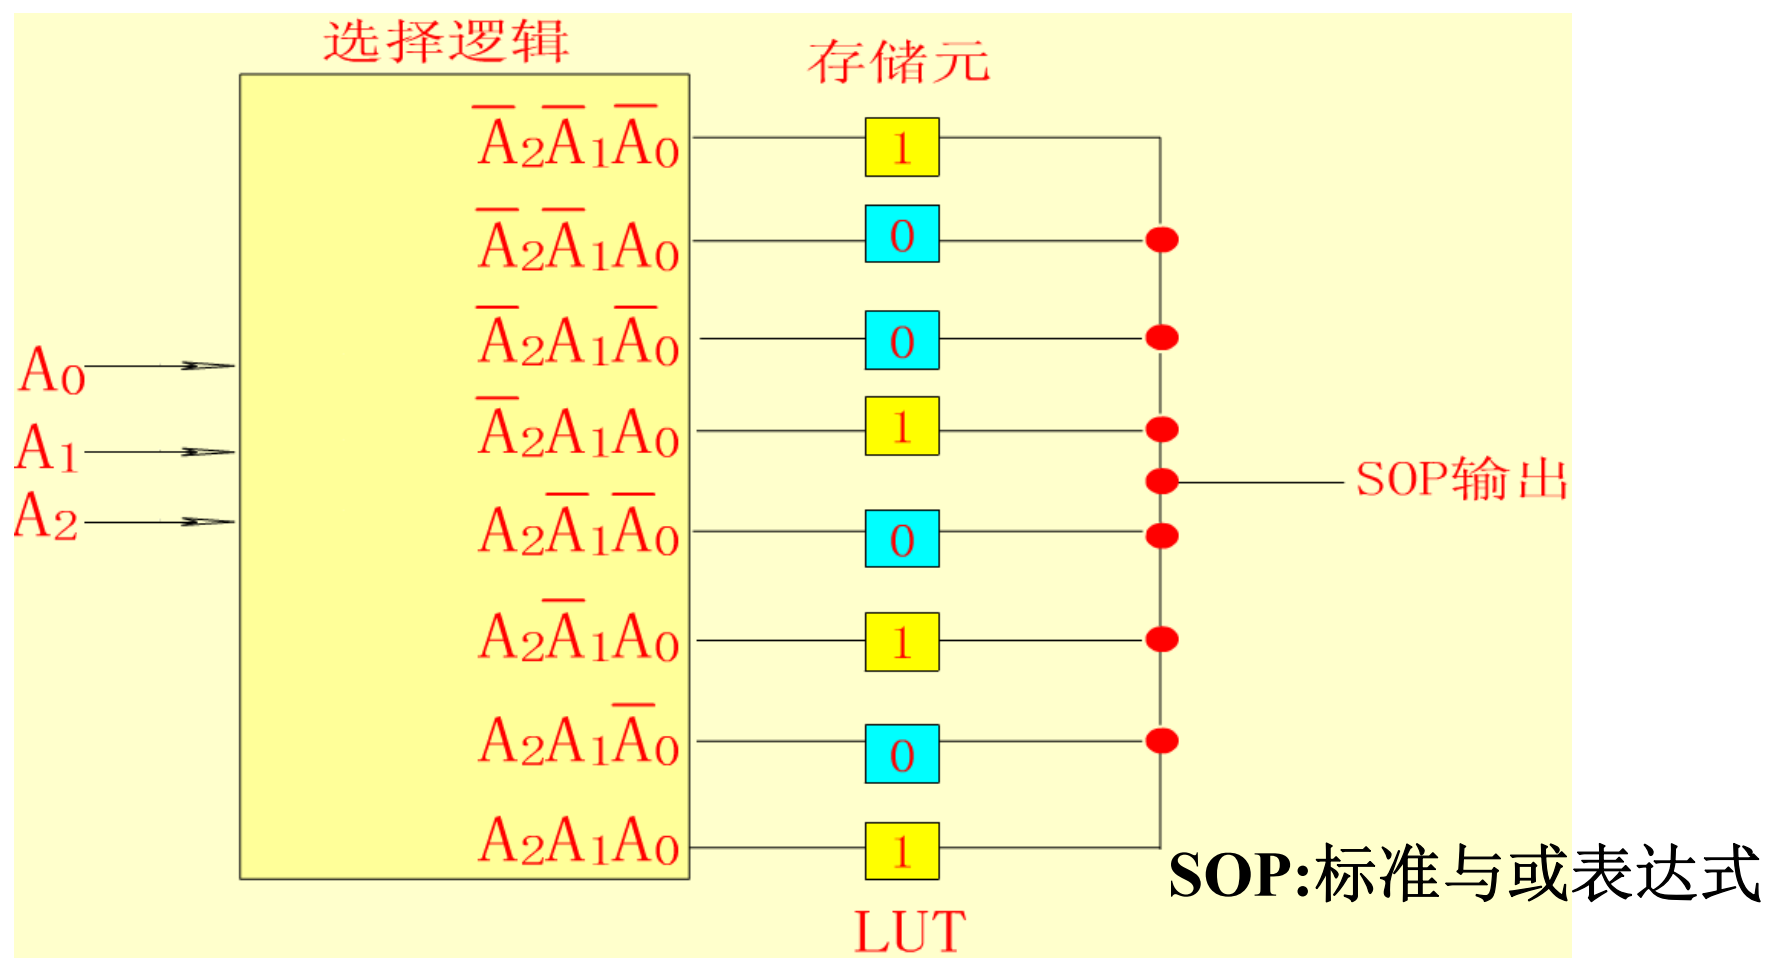 选择逻辑
存储元
A̅₂A̅₁A̅₀
1
A̅₂A̅₁A₀
0
A̅₂A₁A̅₀
0
A₀
A̅₂A₁A₀
1
A₁
SOP输出
A₂
A₂A̅₁A̅₀
0
A₂A̅₁A₀
1
A₂A₁A̅₀
0
A₂A₁A₀
1
SOP:标准与或表达式
LUT